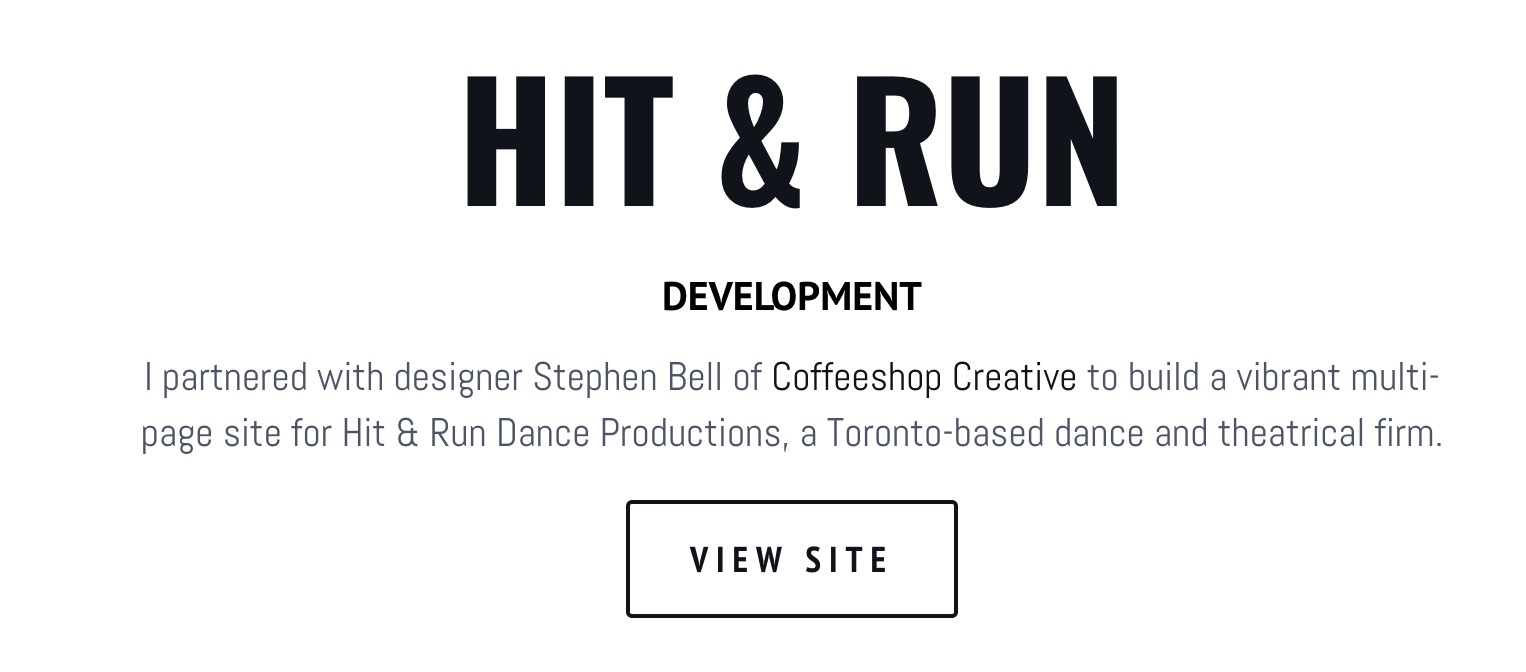 HIT & RUN
DEVELOPMENT
I partnered with designer Stephen Bell of Coffeeshop Creative to build a vibrant multi-
page site for Hit & Run Dance Productions, a Toronto-based dance and theatrical firm.
VIEW SITE